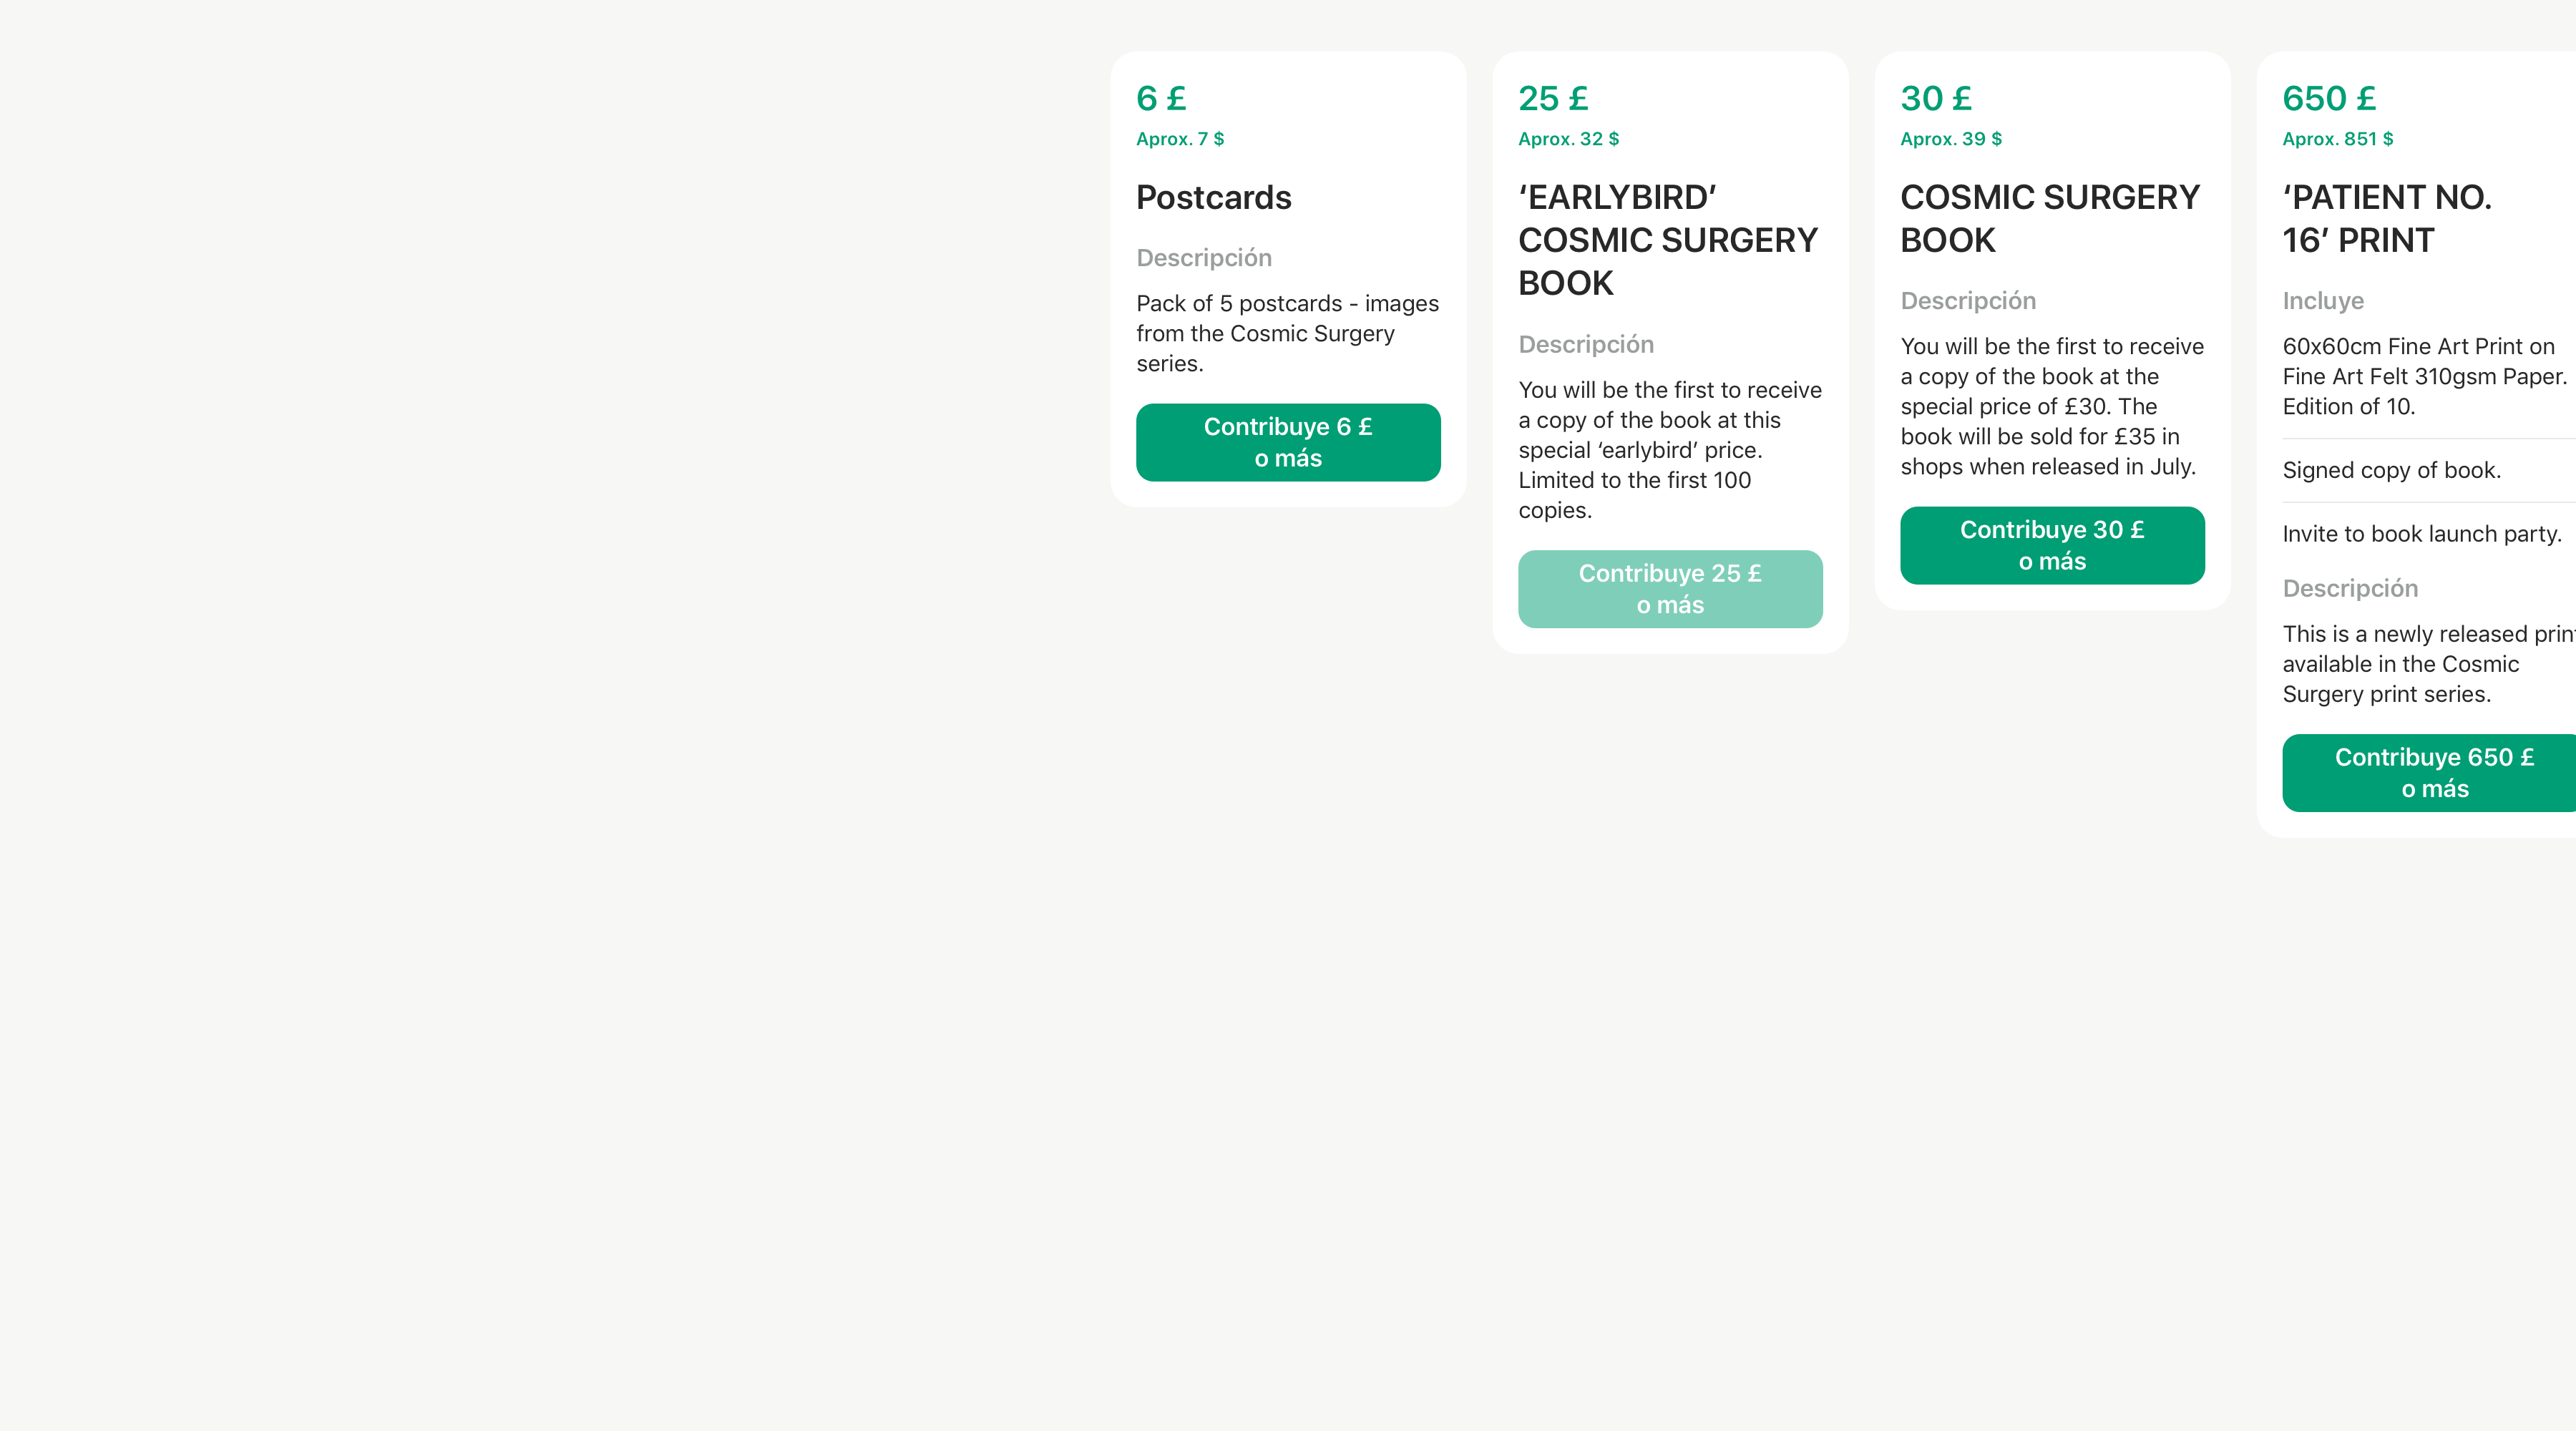 6 £
Aprox. 7 $
Postcards
Descripción
Pack of 5 postcards - images
from the Cosmic Surgery
series.
Contribuye 6 £
o más
25 £
Aprox. 32 $
‘EARLYBIRD’
COSMIC SURGERY
BOOK
Descripción
You will be the first to receive
a copy of the book at this
special ‘earlybird’ price.
Limited to the first 100
copies.
Contribuye 25 £
o más
30 £
Aprox. 39 $
COSMIC SURGERY
BOOK
Descripción
You will be the first to receive
a copy of the book at the
special price of £30. The
book will be sold for £35 in
shops when released in July.
Contribuye 30 £
o más
650 £
Aprox. 851 $
‘PATIENT NO.
16’ PRINT
Incluye
60x60cm Fine Art Print on
Fine Art Felt 310gsm Paper.
Edition of 10.
Signed copy of book.
Invite to book launch party.
Descripción
This is a newly released print
available in the Cosmic
Surgery print series.
Contribuye 650 £
o más